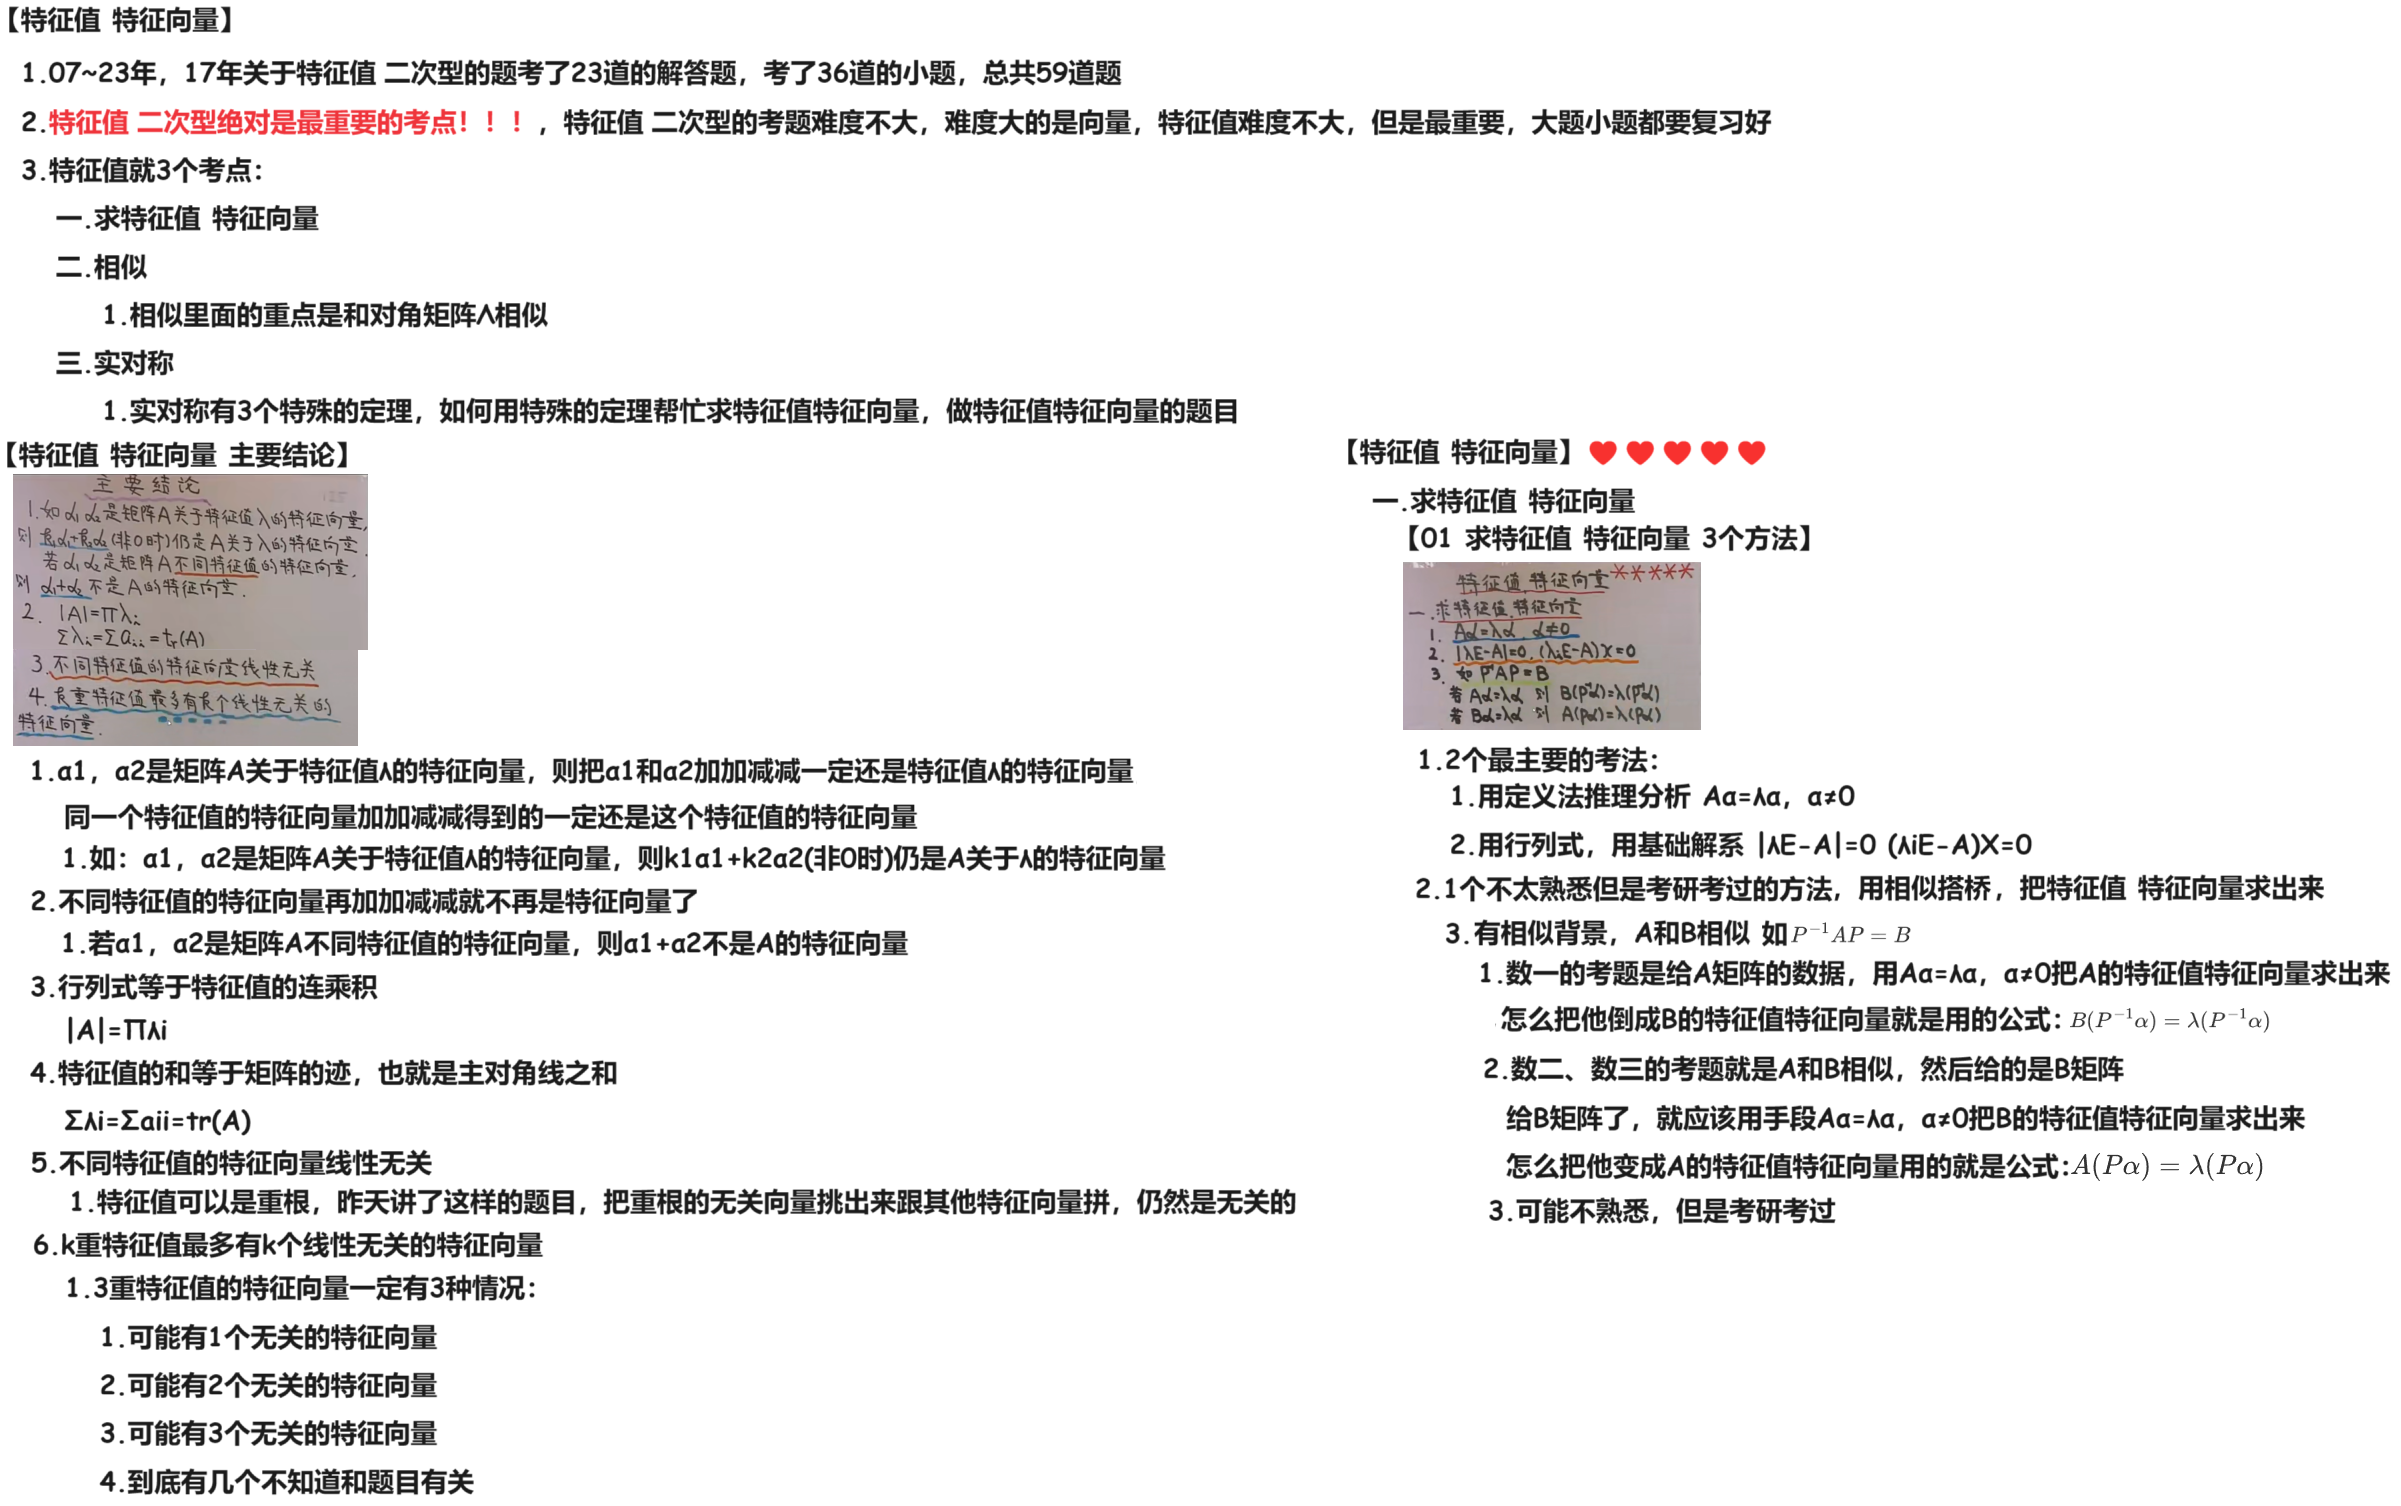 【特征值 特征向量】
1.07~23年，17年关于特征值 二次型的题考了23道的解答题，考了36道的小题，总共59道题
2.特征值 二次型绝对是最重要的考点！！！，特征值 二次型的考题难度不大，难度大的是向量，特征值难度不大，但是最重要，大题小题都要复习好
3.特征值就3个考点：
一.求特征值 特征向量
二.相似
1.相似里面的重点是和对角矩阵Λ相似
三.实对称
1.实对称有3个特殊的定理，如何用特殊的定理帮忙求特征值特征向量，做特征值特征向量的题目
【特征值 特征向量 主要结论】
主要结论
1.如α₁ α₂是矩阵A关于特征值λ的特征向量,
则 k₁α₁+k₂α₂(非0时)仍是A关于λ的特征向量.
若α₁ α₂是矩阵A不同特征值的特征向量,
则 α₁+α₂不是A的特征向量.
2. |A|=Πλᵢ
Σλᵢ=Σaᵢᵢ=tr(A)
3.不同特征值的特征向量线性无关
4.k重特征值最多有k个线性无关的
特征向量.
1.α1，α2是矩阵A关于特征值λ的特征向量，则把α1和α2加加减减一定还是特征值λ的特征向量
同一个特征值的特征向量加加减减得到的一定还是这个特征值的特征向量
1.如：α1，α2是矩阵A关于特征值λ的特征向量，则k1α1+k2α2(非0时)仍是A关于λ的特征向量
2.不同特征值的特征向量再加加减减就不再是特征向量了
1.若α1，α2是矩阵A不同特征值的特征向量，则α1+α2不是A的特征向量
3.行列式等于特征值的连乘积
|A|=∏λi
4.特征值的和等于矩阵的迹，也就是主对角线之和
Σλi=Σaii=tr(A)
5.不同特征值的特征向量线性无关
1.特征值可以是重根，昨天讲了这样的题目，把重根的无关向量挑出来跟其他特征向量拼，仍然是无关的
6.k重特征值最多有k个线性无关的特征向量
1.3重特征值的特征向量一定有3种情况：
1.可能有1个无关的特征向量
2.可能有2个无关的特征向量
3.可能有3个无关的特征向量
4.到底有几个不知道和题目有关
【特征值 特征向量】❤❤❤❤❤
一.求特征值 特征向量
【01 求特征值 特征向量 3个方法】
特征值 特征向量*****
一.求特征值 特征向量
1. Aα=λα, α≠0
2. |λE-A|=0, (λᵢE-A)x=0
3. 如 P⁻¹AP=B
若 Aα=λα 则 B(P⁻¹α)=λ(P⁻¹α)
若 Bα=λα 则 A(Pα)=λ(Pα)
1.2个最主要的考法：
1.用定义法推理分析 Aα=λα，α≠0
2.用行列式，用基础解系 |λE-A|=0 (λiE-A)X=0
2.1个不太熟悉但是考研考过的方法，用相似搭桥，把特征值 特征向量求出来
3.有相似背景，A和B相似 如P⁻¹AP = B
1.数一的考题是给A矩阵的数据，用Aα=λα，α≠0把A的特征值特征向量求出来
怎么把他倒成B的特征值特征向量就是用的公式：B(P⁻¹α) = λ(P⁻¹α)
2.数二、数三的考题就是A和B相似，然后给的是B矩阵
给B矩阵了，就应该用手段Aα=λα，α≠0把B的特征值特征向量求出来
怎么把他变成A的特征值特征向量用的就是公式：A(Pα) = λ(Pα)
3.可能不熟悉，但是考研考过